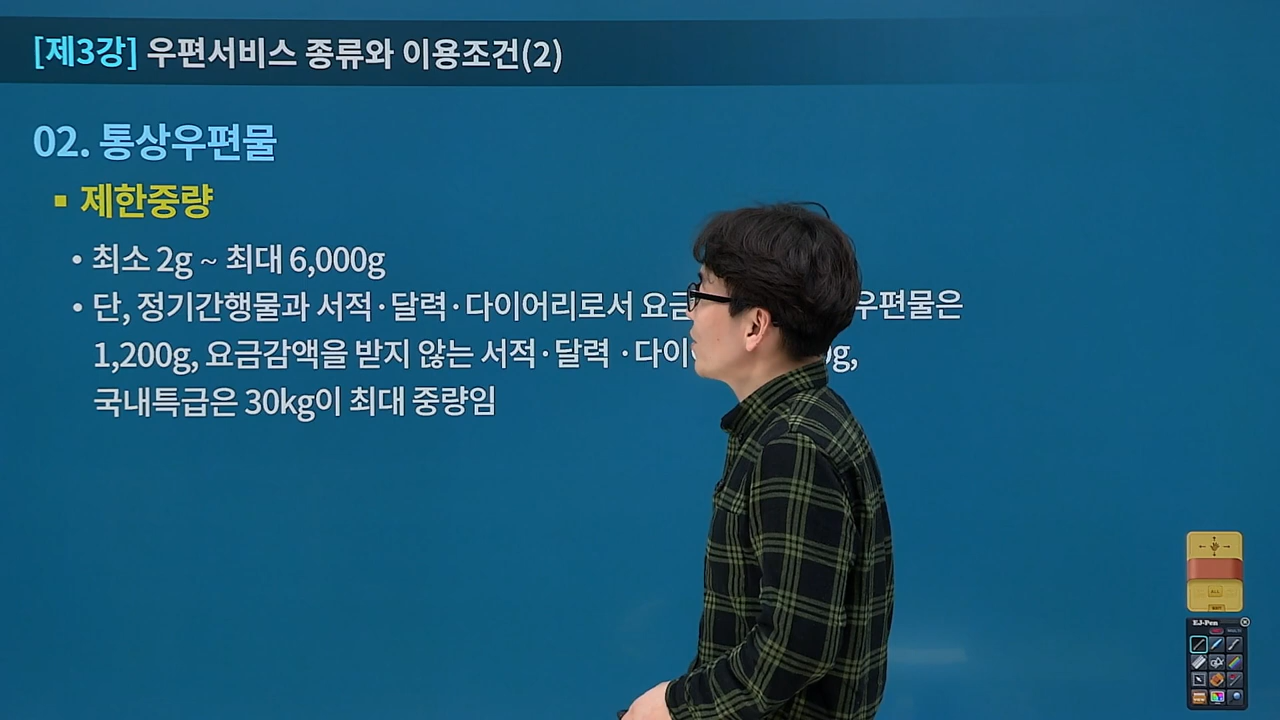 [제3강] 우편서비스 종류와 이용조건(2)
02. 통상우편물
▪ 제한중량
• 최소 2g ~ 최대 6,000g
• 단, 정기간행물과 서적·달력·다이어리로서 우편물은
1,200g, 요금감액을 받지 않는 서적·달력 ·
국내특급은 30kg이 최대 중량임
EJ-Pen